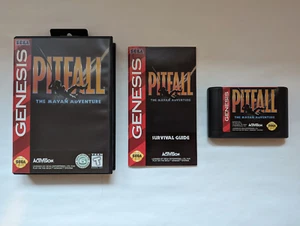 SEGA
GENESIS
PITFALL
THE MAYAN ADVENTURE
SEGA
ACTIVISION
GENESIS
PITFALL
THE MAYAN ADVENTURE
SURVIVAL GUIDE
ACTIVISION
GENESIS
PITFALL
THE MAYAN ADVENTURE
ACTIVISION